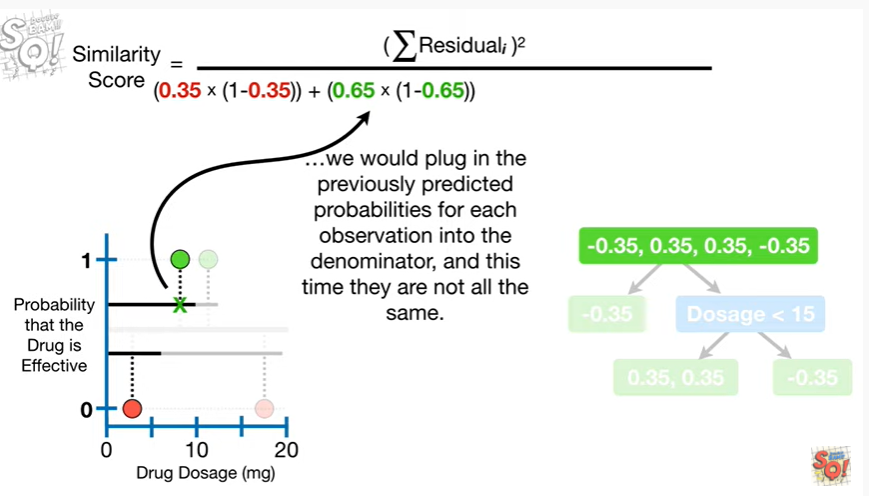 Similarity
Score
=
(∑Residualᵢ )²
(0.35 × (1-0.35)) + (0.65 × (1-0.65))
...we would plug in the
previously predicted
probabilities for each
observation into the
denominator, and this
time they are not all the
same.
-0.35, 0.35, 0.35, -0.35
-0.35
Dosage < 15
0.35, 0.35
-0.35
Probability
that the
Drug is
Effective
1
0
X
0
10
20
Drug Dosage (mg)